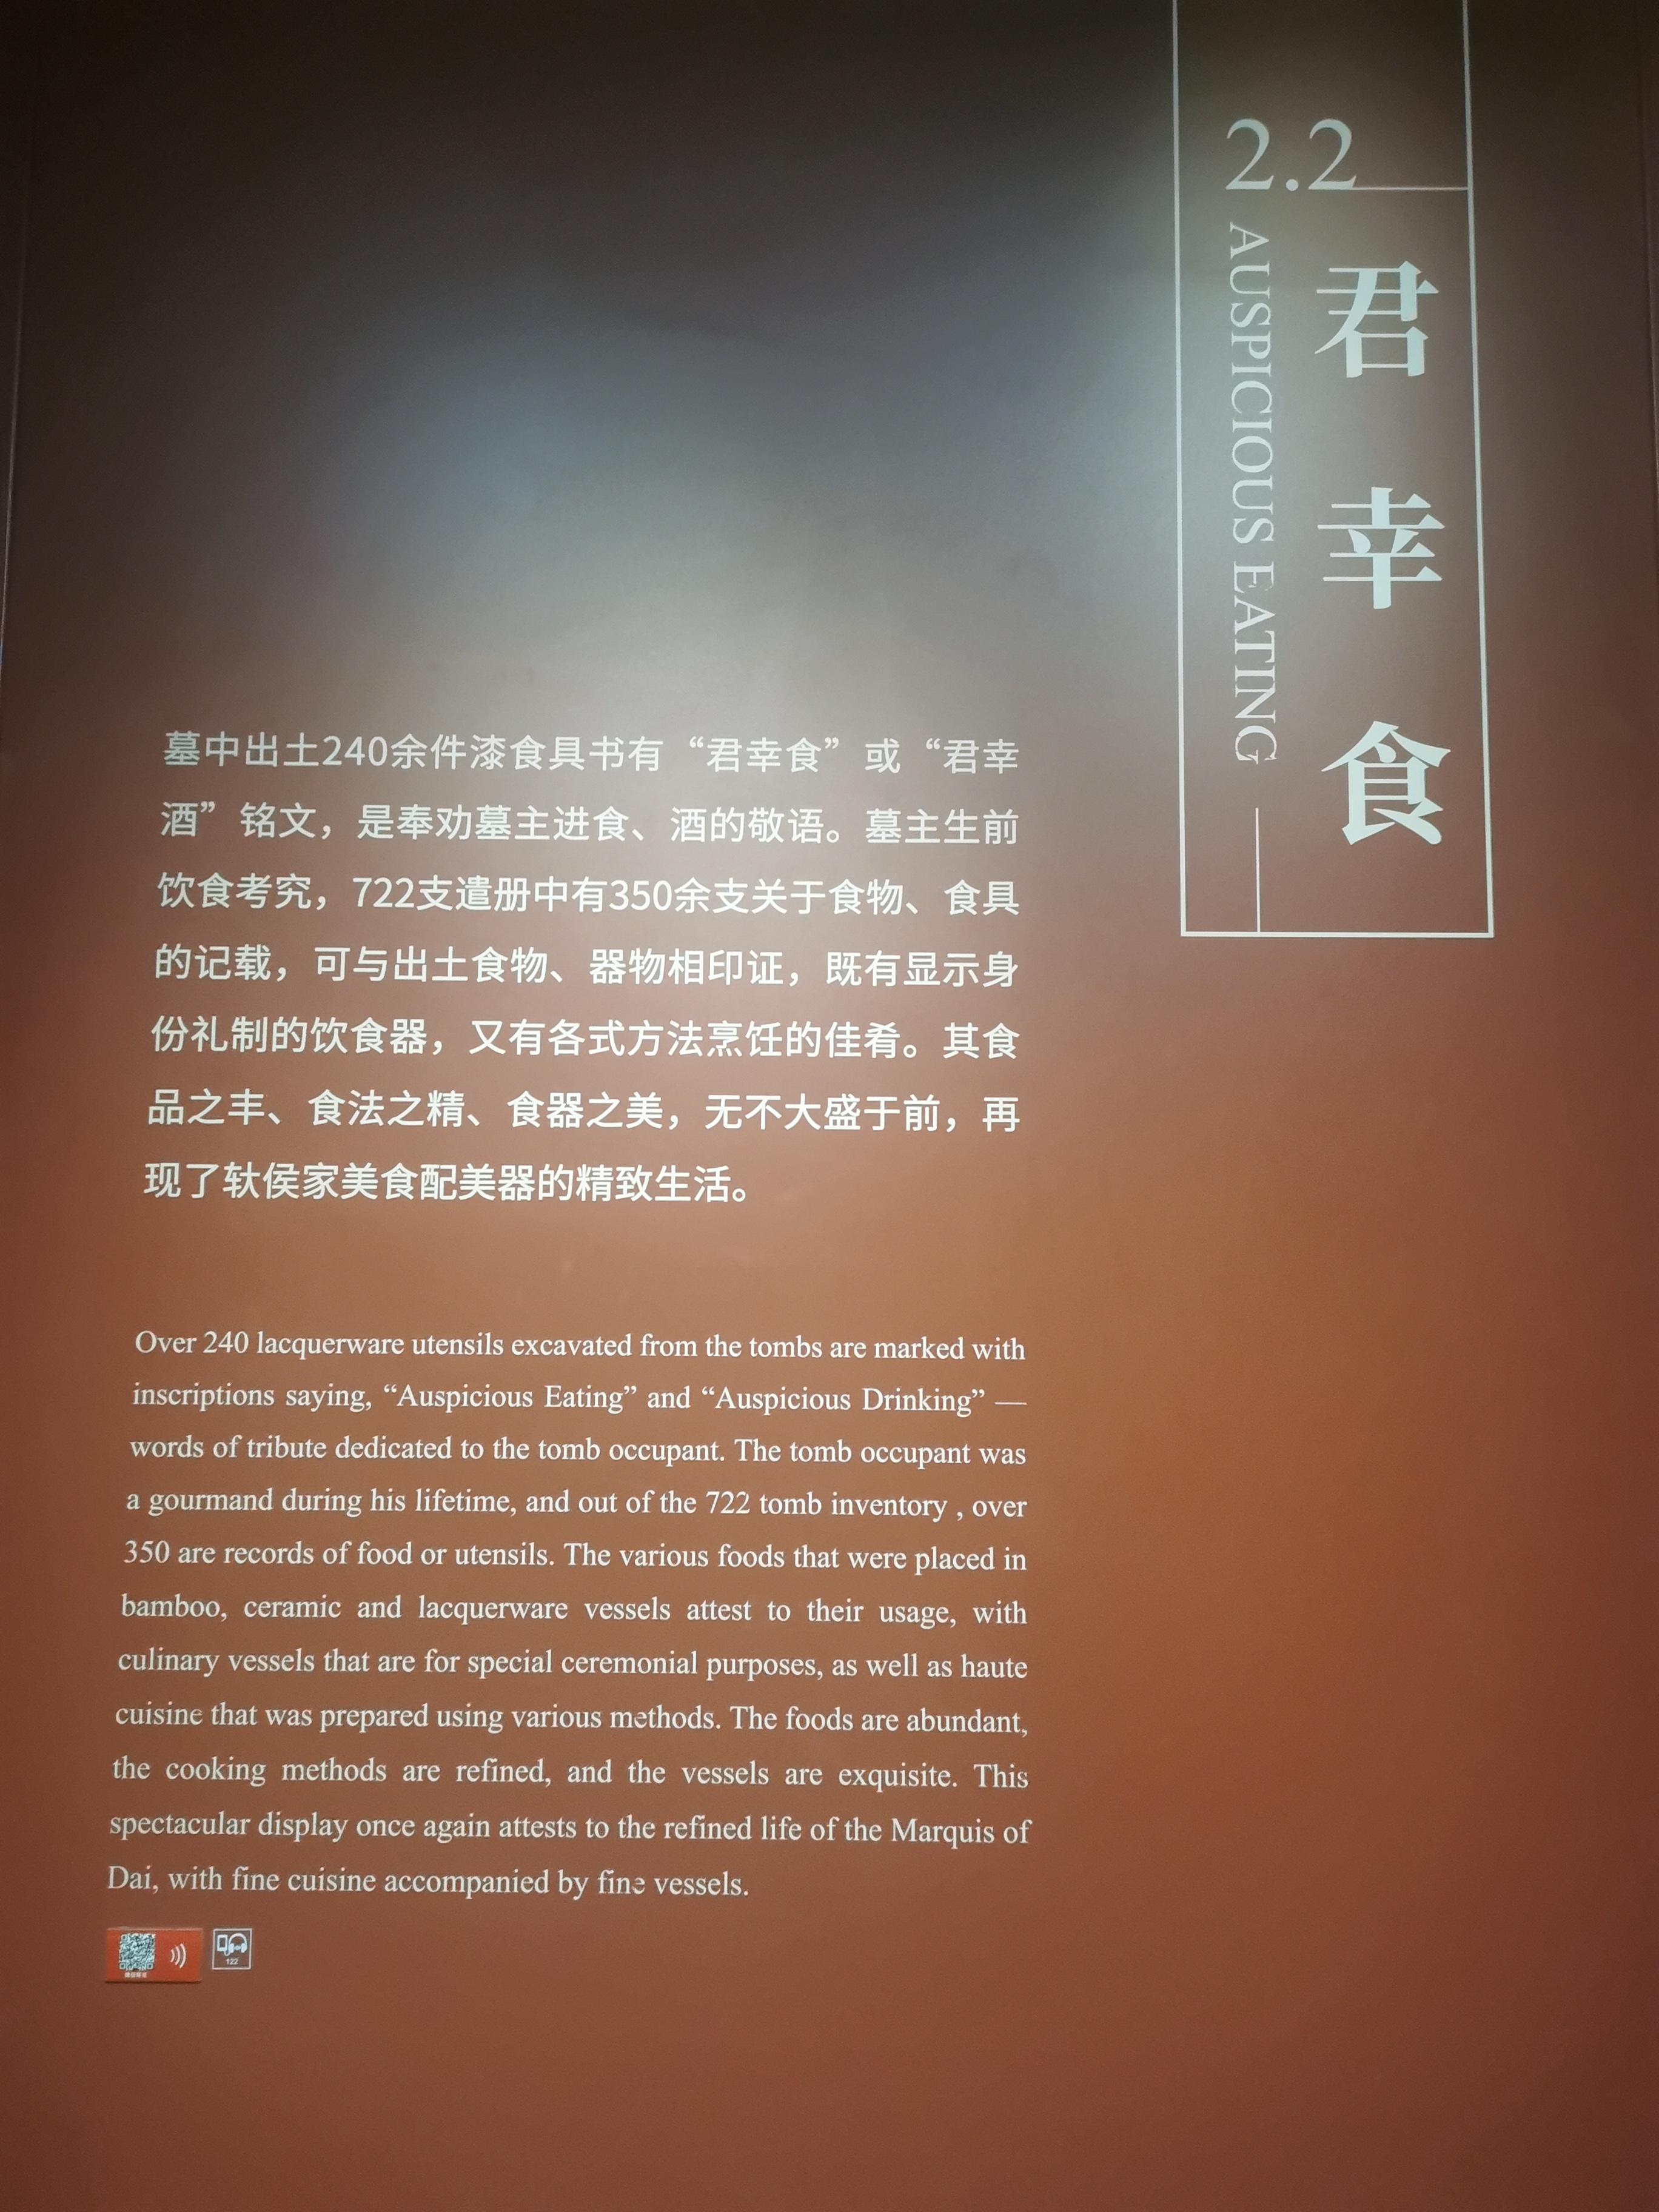 2.2
君幸食
AUSPICIOUS EATING
墓中出土240余件漆食具书有“君幸食”或“君幸
酒”铭文，是奉劝墓主进食、酒的敬语。墓主生前
饮食考究，722支遣册中有350余支关于食物、食具
的记载，可与出土食物、器物相印证，既有显示身
份礼制的饮食器，又有各式方法烹饪的佳肴。其食
品之丰、食法之精、食器之美，无不大盛于前，再
现了轪侯家美食配美器的精致生活。
Over 240 lacquerware utensils excavated from the tombs are marked with
inscriptions saying, “Auspicious Eating” and “Auspicious Drinking” —
words of tribute dedicated to the tomb occupant. The tomb occupant was
a gourmand during his lifetime, and out of the 722 tomb inventory , over
350 are records of food or utensils. The various foods that were placed in
bamboo, ceramic and lacquerware vessels attest to their usage, with
culinary vessels that are for special ceremonial purposes, as well as haute
cuisine that was prepared using various methods. The foods are abundant,
the cooking methods are refined, and the vessels are exquisite. This
spectacular display once again attests to the refined life of the Marquis of
Dai, with fine cuisine accompanied by fine vessels.
122